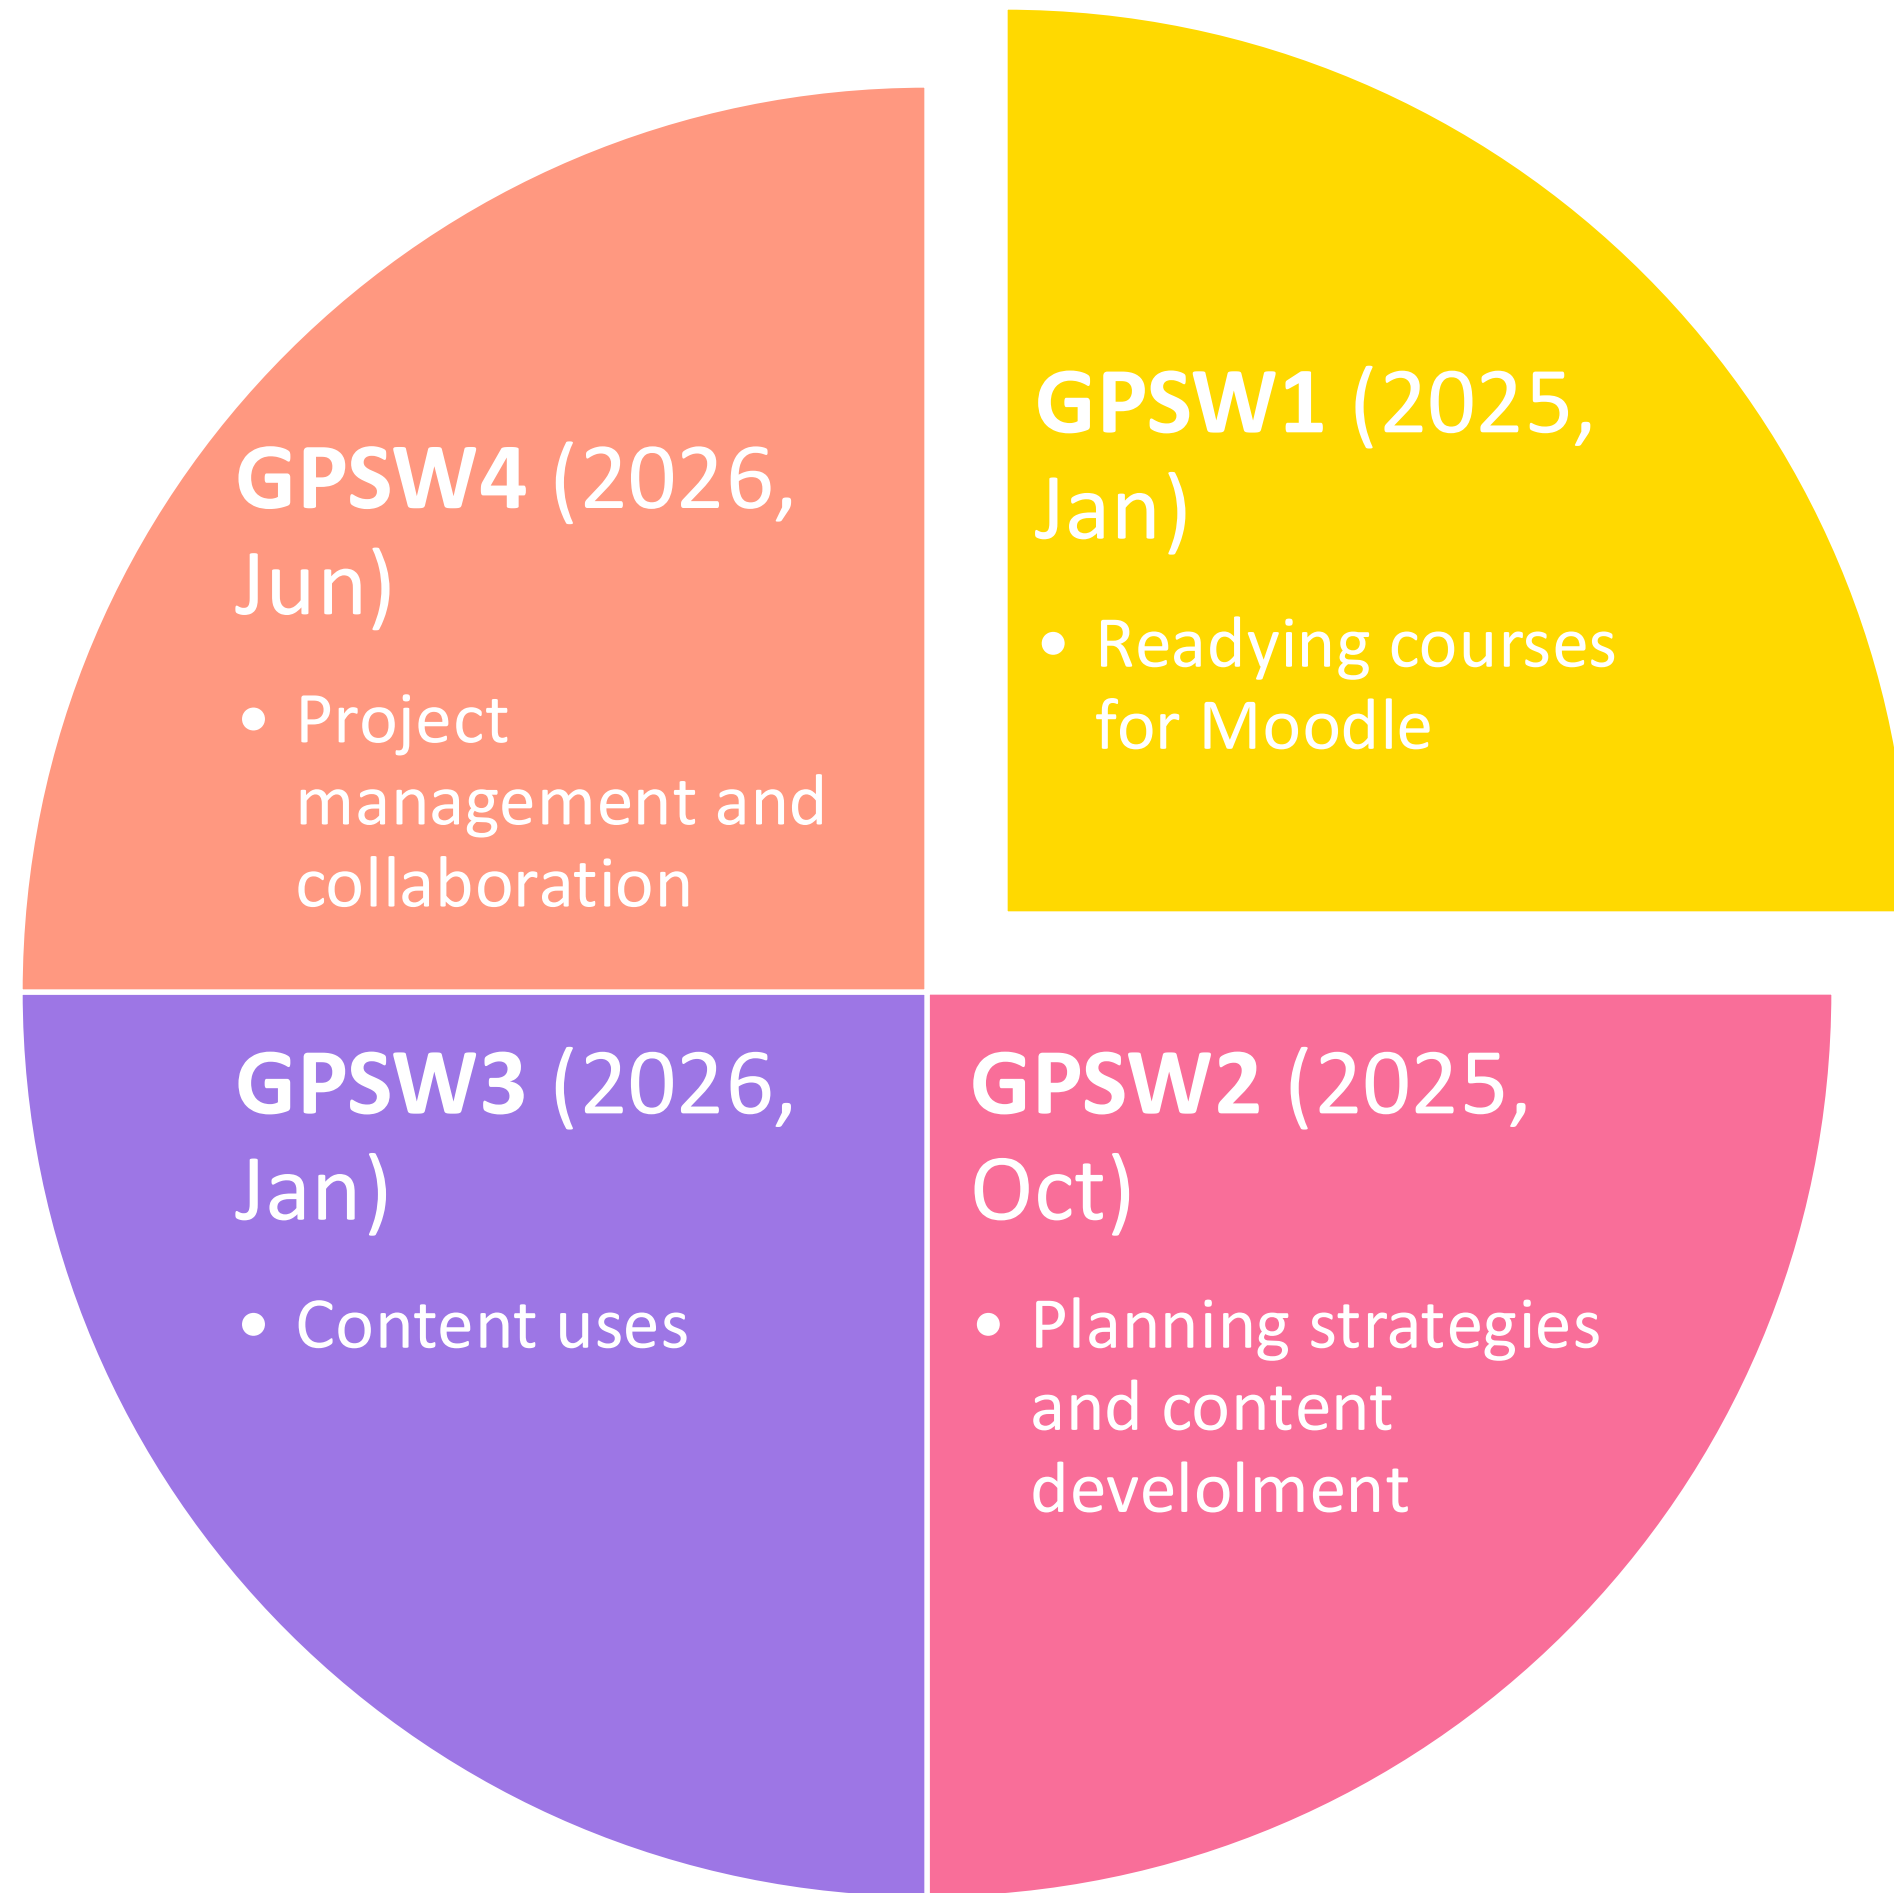 GPSW4 (2026,
Jun)
• Project
management and
collaboration
GPSW1 (2025,
Jan)
• Readying courses
for Moodle
GPSW3 (2026,
Jan)
• Content uses
GPSW2 (2025,
Oct)
• Planning strategies
and content
develolment